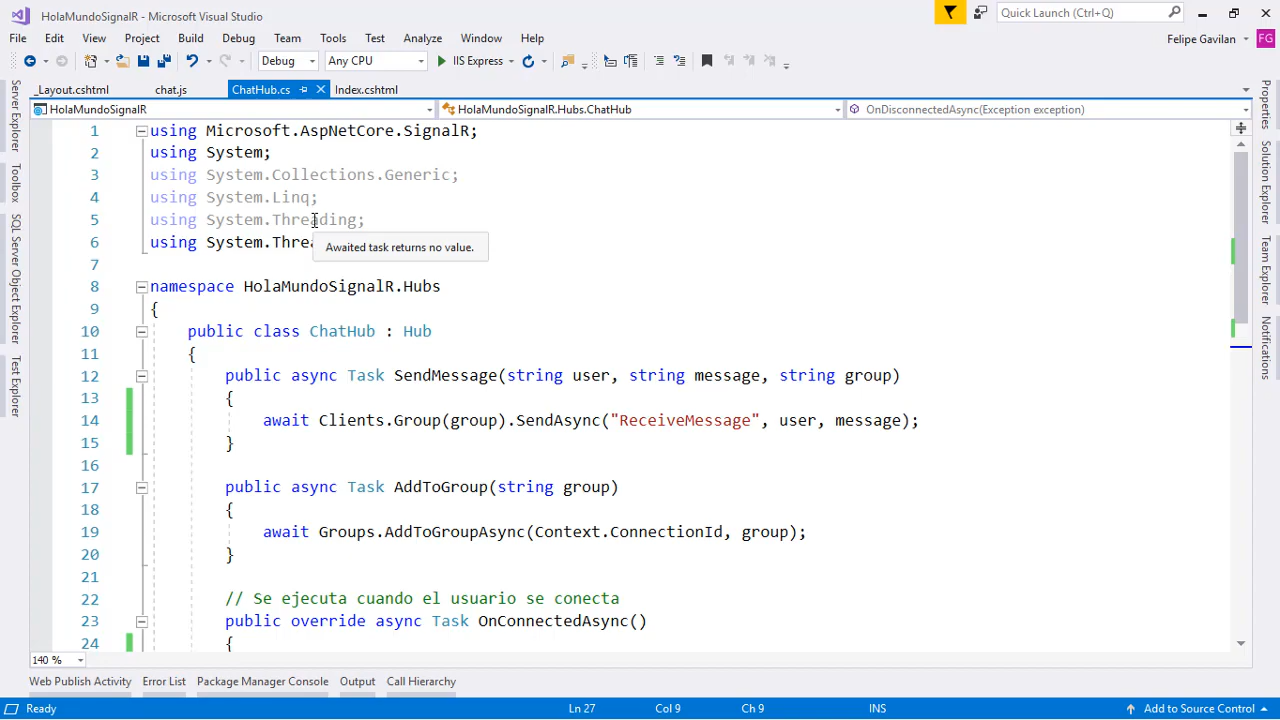 HolaMundoSignalR - Microsoft Visual Studio
Quick Launch (Ctrl+Q)
File Edit View Project Build Debug Team Tools Test Analyze Window Help
Felipe Gavilan FG
Debug Any CPU IIS Express
_Layout.cshtml chat.js ChatHub.cs Index.cshtml
HolaMundoSignalR HolaMundoSignalR.Hubs.ChatHub OnDisconnectedAsync(Exception exception)
Server Explorer
Toolbox
SQL Server Object Explorer
Test Explorer
1 using Microsoft.AspNetCore.SignalR;
2 using System;
3 using System.Collections.Generic;
4 using System.Linq;
5 using System.Threading;
6 using System.Threa
Awaited task returns no value.
7
8 namespace HolaMundoSignalR.Hubs
9 {
10 public class ChatHub : Hub
11 {
12 public async Task SendMessage(string user, string message, string group)
13 {
14 await Clients.Group(group).SendAsync("ReceiveMessage", user, message);
15 }
16
17 public async Task AddToGroup(string group)
18 {
19 await Groups.AddToGroupAsync(Context.ConnectionId, group);
20 }
21
22 // Se ejecuta cuando el usuario se conecta
23 public override async Task OnConnectedAsync()
24 {
Properties
Solution Explorer
Team Explorer
Notifications
140 %
Web Publish Activity Error List Package Manager Console Output Call Hierarchy
Ready Ln 27 Col 9 Ch 9 INS Add to Source Control